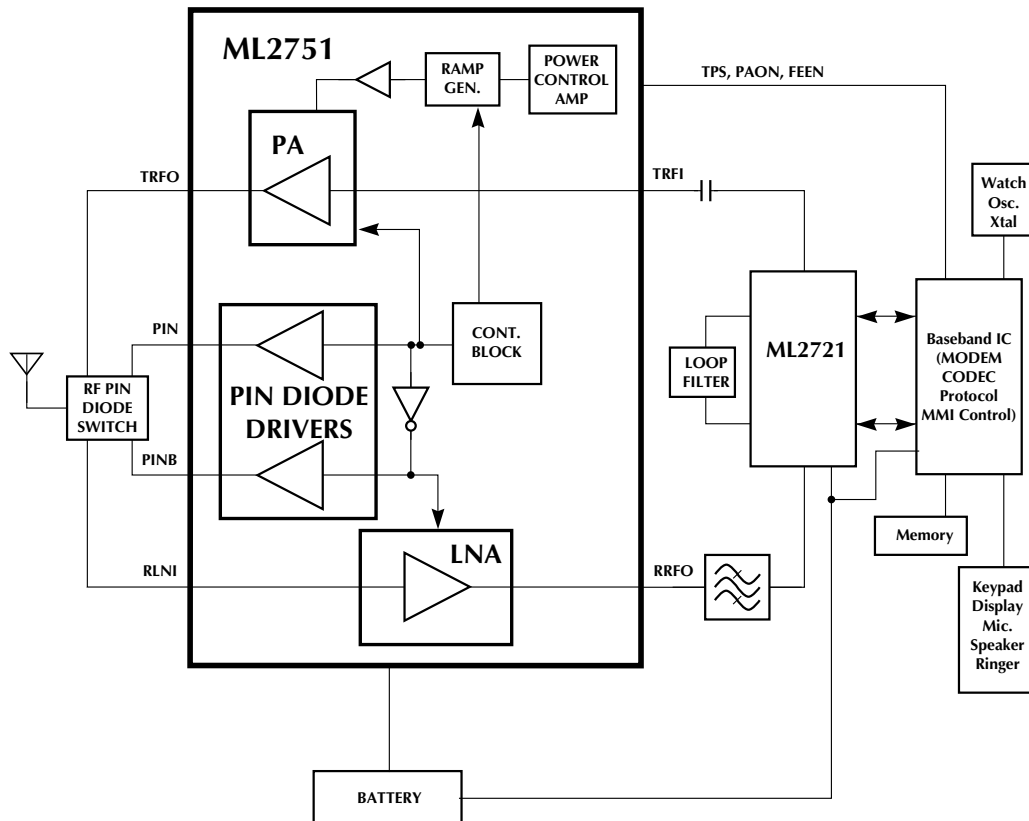 ML2751
RAMP
GEN.
POWER
CONTROL
AMP
TPS, PAON, FEEN
PA
TRFO
TRFI
Watch
Osc.
Xtal
PIN
CONT.
BLOCK
PIN DIODE
DRIVERS
RF PIN
DIODE
SWITCH
PINB
LOOP
FILTER
ML2721
Baseband IC
(MODEM
CODEC
Protocol
MMI Control)
Memory
LNA
RLNI
RRFO
Keypad
Display
Mic.
Speaker
Ringer
BATTERY